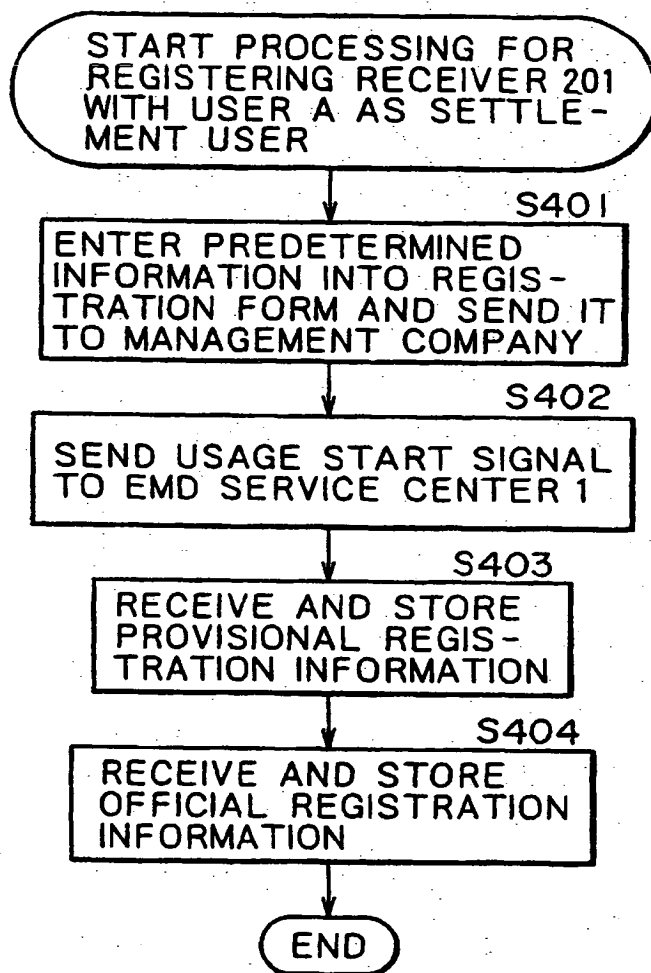 START PROCESSING FOR
REGISTERING RECEIVER 201
WITH USER A AS SETTLE-
MENT USER
S401
ENTER PREDETERMINED
INFORMATION INTO REGIS-
TRATION FORM AND SEND IT
TO MANAGEMENT COMPANY
S402
SEND USAGE START SIGNAL
TO EMD SERVICE CENTER 1
S403
RECEIVE AND STORE
PROVISIONAL REGIS-
TRATION INFORMATION
S404
RECEIVE AND STORE
OFFICIAL REGISTRATION
INFORMATION
END